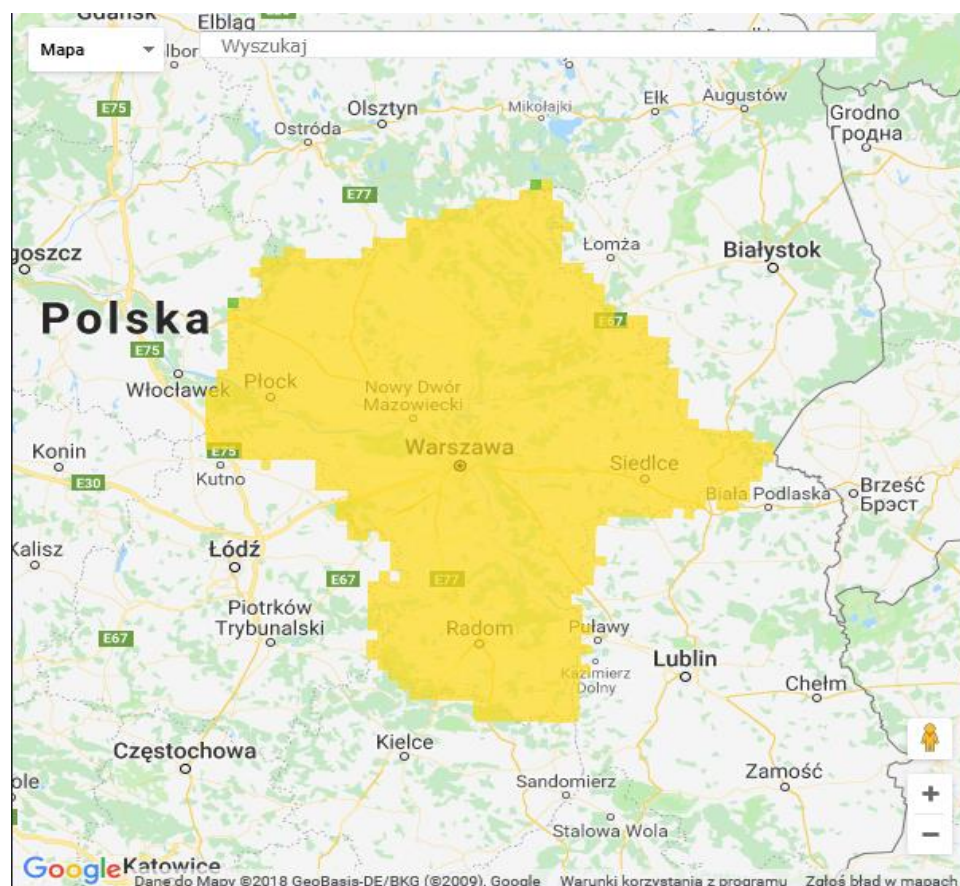 Gdańsk
Elbląg
Mapa
lbor
Wyszukaj
E75
Olsztyn
Mikołajki
Ełk
Augustów
Grodno
Гродна
Ostróda
E77
Łomża
Białystok
goszcz
Polska
E67
E75
Włocławek
Płock
Nowy Dwór
Mazowiecki
Warszawa
Konin
E75
Siedlce
E30
Kutno
Biała Podlaska
Brześć
Брэст
Kalisz
Łódź
E67
E77
Piotrków
Trybunalski
E67
Radom
Puławy
Lublin
Kazimierz
Dolny
Chełm
Kielce
Częstochowa
Zamość
ole
Sandomierz
+
Stalowa Wola
−
Google
Katowice
Dane do Mapy ©2018 GeoBasis-DE/BKG (©2009), Google
Warunki korzystania z programu
Zgłoś błąd w mapach